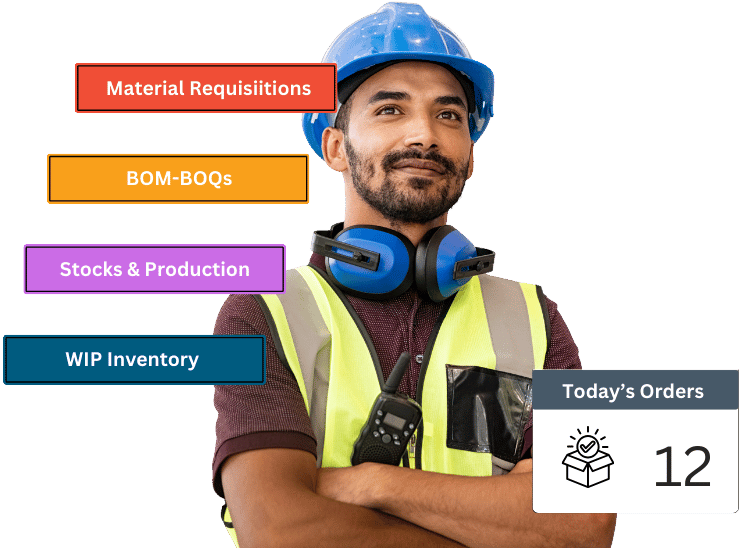 Material Requisiitions
BOM-BOQs
Stocks & Production
WIP Inventory
Today’s Orders
12